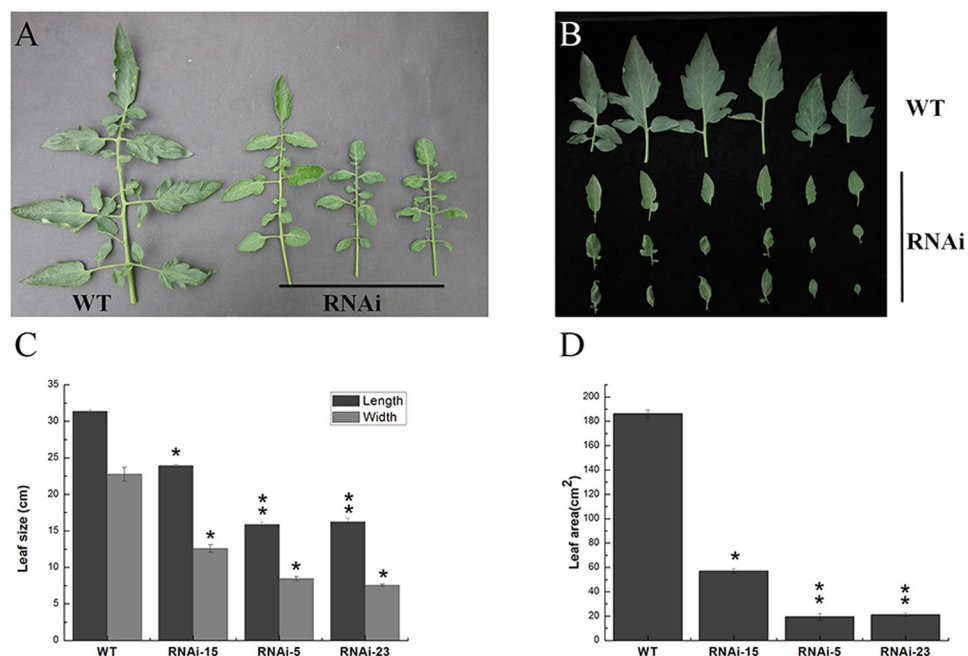 A
WT
RNAi
B
WT
RNAi
C
Leaf size (cm)
35
30
25
20
15
10
5
0
Length
Width
*
*
* *
*
* *
*
WT RNAi-15 RNAi-5 RNAi-23
D
Leaf area(cm2)
200
180
160
140
120
100
80
60
40
20
0
*
* *
* *
WT RNAi-15 RNAi-5 RNAi-23